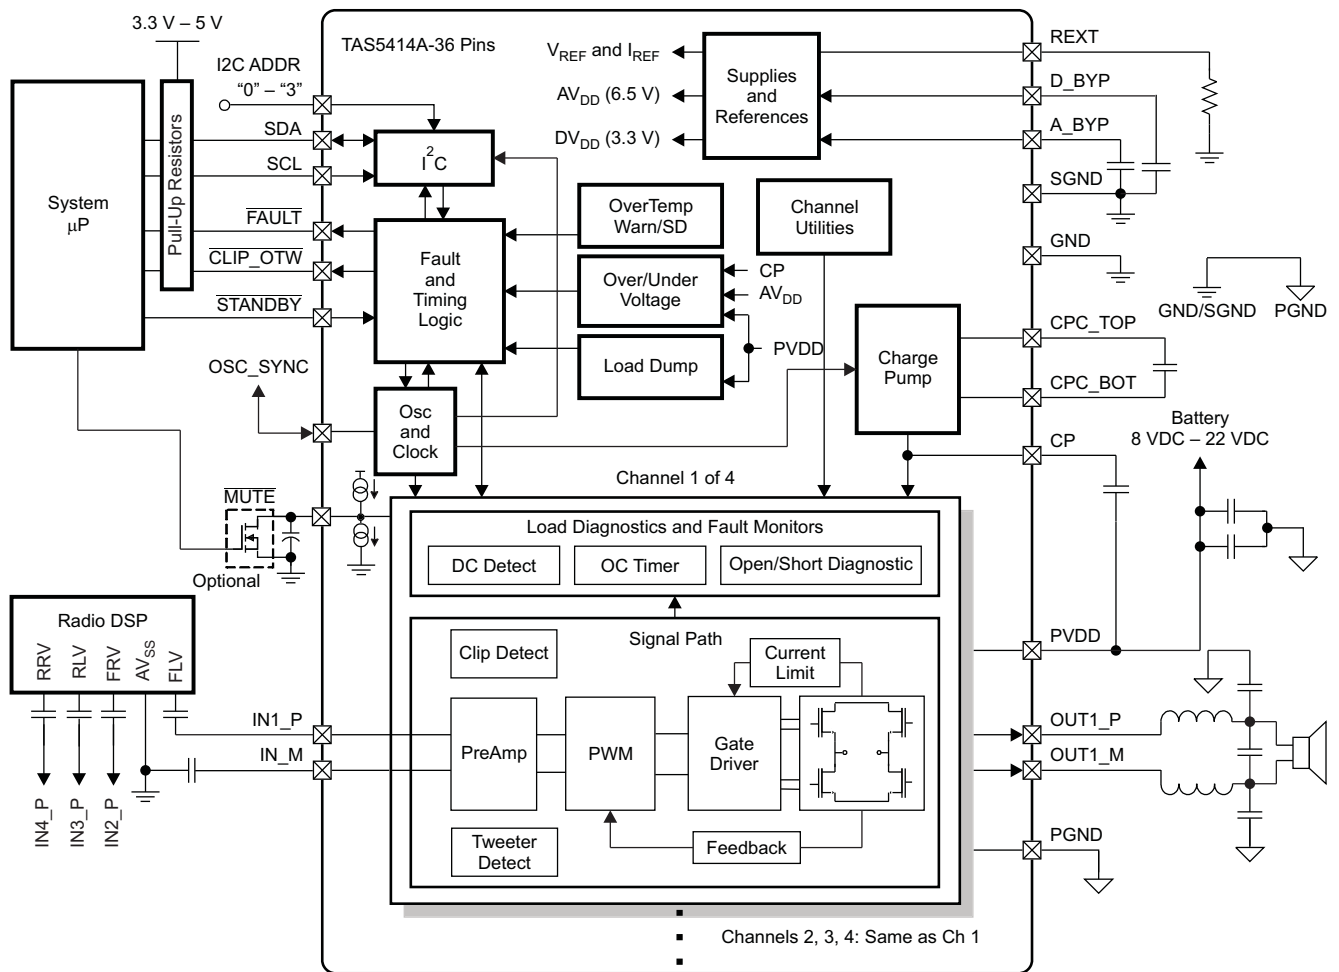 3.3 V – 5 V
TAS5414A-36 Pins
I2C ADDR
“0” – “3”
SDA
SCL
FAULT
CLIP_OTW
STANDBY
System
μP
Pull-Up Resistors
I²C
Fault
and
Timing
Logic
OSC_SYNC
Osc
and
Clock
VREF and IREF
AVDD (6.5 V)
DVDD (3.3 V)
Supplies
and
References
OverTemp
Warn/SD
Over/Under
Voltage
Load Dump
CP
AVDD
PVDD
Channel
Utilities
Charge
Pump
REXT
D_BYP
A_BYP
SGND
GND
GND/SGND
PGND
CPC_TOP
CPC_BOT
Battery
8 VDC – 22 VDC
CP
Channel 1 of 4
MUTE
Optional
Load Diagnostics and Fault Monitors
DC Detect
OC Timer
Open/Short Diagnostic
Radio DSP
RRV
RLV
FRV
AVSS
FLV
IN4_P
IN3_P
IN2_P
IN1_P
IN_M
Signal Path
Clip Detect
Current
Limit
PreAmp
PWM
Gate
Driver
Tweeter
Detect
Feedback
PVDD
OUT1_P
OUT1_M
PGND
Channels 2, 3, 4: Same as Ch 1